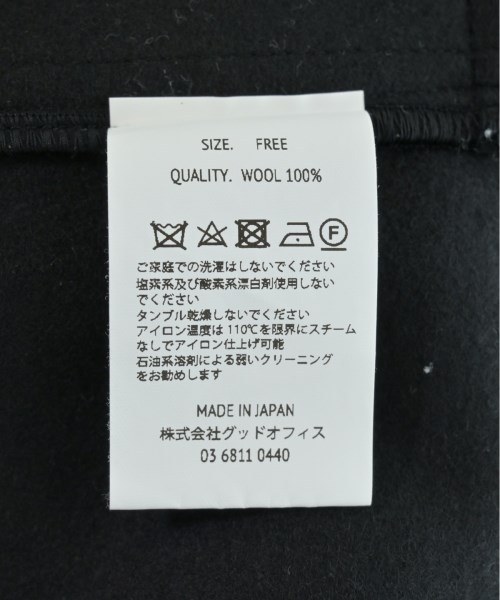 SIZE. FREE
QUALITY. WOOL 100%
F
ご家庭での洗濯はしないでください
塩素系及び酸素系漂白剤使用しない
でください
タンブル乾燥しないでください
アイロン温度は110℃を限界にスチーム
なしでアイロン仕上げ可能
石油系溶剤による弱いクリーニング
をお勧めします
MADE IN JAPAN
株式会社グッドオフィス
03 6811 0440